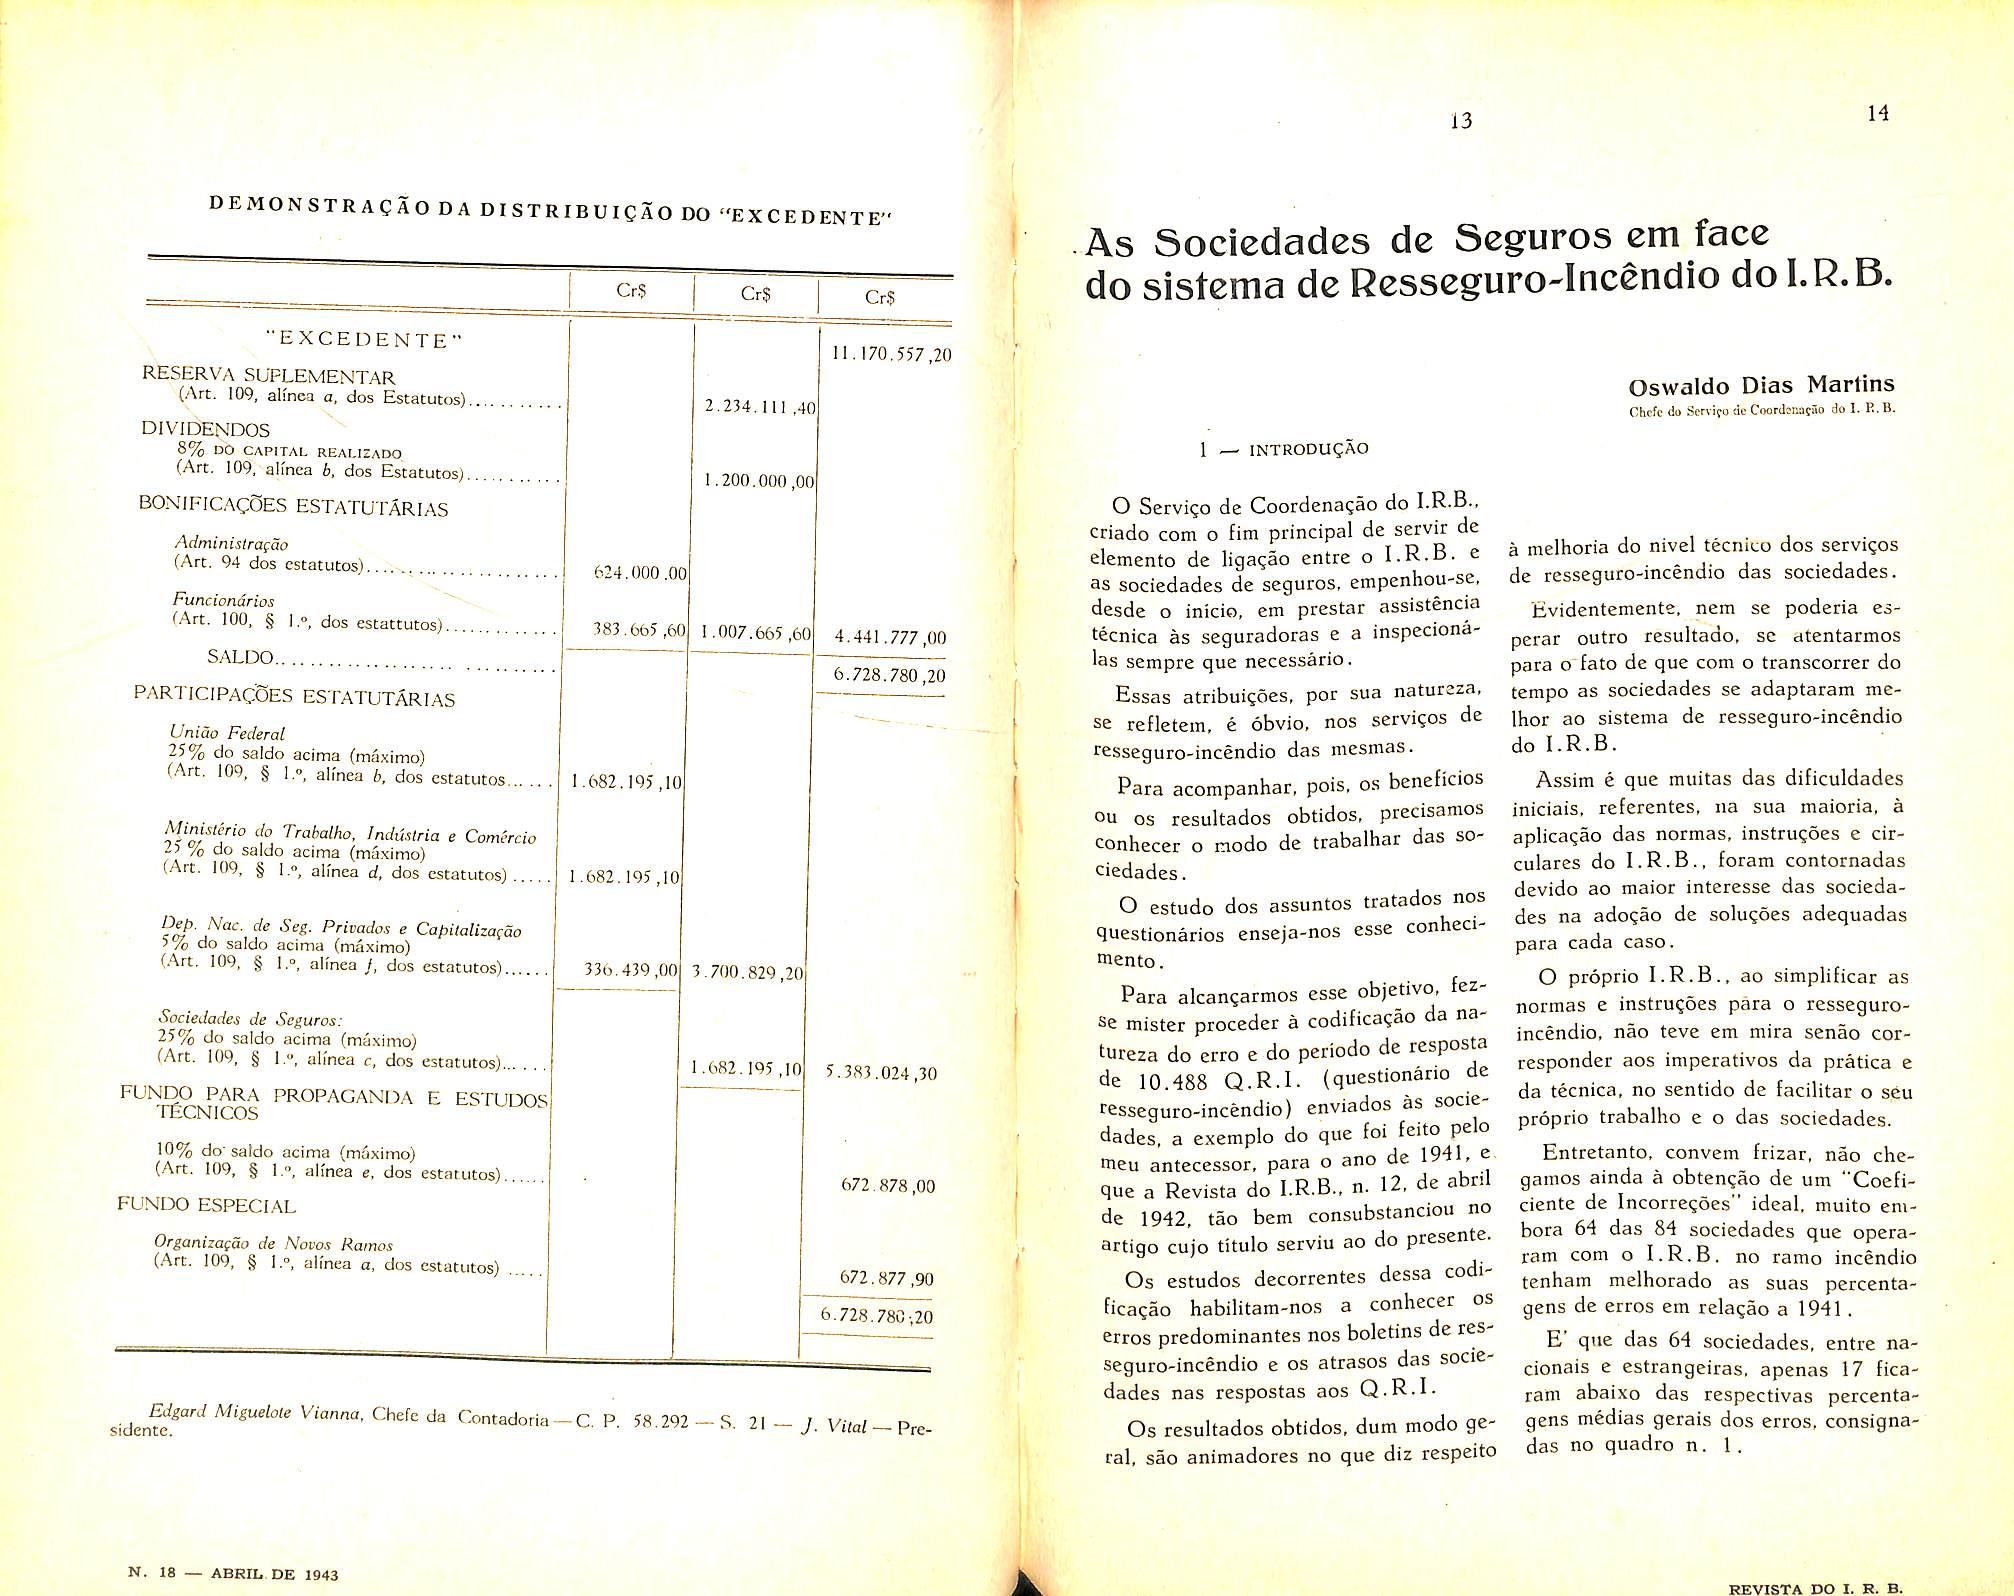 DEMONSTRAÇÃO DA DISTRIBUIÇÃO DO "EXCEDENTE"
Cr$ Cr$ Cr$
"EXCEDENTE" 11.170.557,20
RESERVA SUPLEMENTAR
(Art. 109, alínea a, dos Estatutos)............ 2.234.111,40
DIVIDENDOS
8% DO CAPITAL REALIZADO
(Art. 109, alínea b, dos Estatutos)............ 1.200.000,00
BONIFICAÇÕES ESTATUTÁRIAS
Administração
(Art. 94 dos estatutos)........................ 624.000.00
Funcionários
(Art. 100, § 1.º, dos estattutos).............. 383.665,60 1.007.665,60 4.441.777,00
SALDO.............................. 6.728.780,20
PARTICIPAÇÕES ESTATUTÁRIAS
União Federal
25% do saldo acima (máximo)
(Art. 109, § 1.º, alínea b, dos estatutos...... 1.682.195,10
Ministério do Trabalho, Indústria e Comércio
25 % do saldo acima (máximo)
(Art. 109, § 1.º, alínea d, dos estatutos) ..... 1.682.195,10
Dep. Nac. de Seg. Privados e Capitalização
5% do saldo acima (máximo)
(Art. 109, § 1.º, alínea f, dos estatutos)...... 336.439,00 3.700.829,20
Sociedades de Seguros:
25% do saldo acima (máximo)
(Art. 109, § 1.º, alínea c, dos estatutos)...... 1.682.195,10 5.383.024,30
FUNDO PARA PROPAGANDA E ESTUDOS
TÉCNICOS
10% do saldo acima (máximo)
(Art. 109, § 1.º, alínea e, dos estatutos)...... 672.878,00
FUNDO ESPECIAL
Organização de Novos Ramos
(Art. 109, § 1.º, alínea a, dos estatutos) ..... 672.877,90
6.728.780,20
Edgard Miguelote Vianna, Chefe da Contadoria — C. P. 58.292 — S. 21 — J. Vital — Pre-
sidente.
N. 18 — ABRIL DE 1943
13
14
As Sociedades de Seguros em face
do sistema de Resseguro-Incêndio do I.R.B.
Oswaldo Dias Martins
Chefe do Serviço de Coordenação do I. R. B.
1 — INTRODUÇÃO
O Serviço de Coordenação do I.R.B.,
criado com o fim principal de servir de
elemento de ligação entre o I.R.B. e
as sociedades de seguros, empenhou-se,
desde o início, em prestar assistência
técnica às seguradoras e a inspecioná-
las sempre que necessário.
Essas atribuições, por sua natureza,
se refletem, é óbvio, nos serviços de
resseguro-incêndio das mesmas.
Para acompanhar, pois, os benefícios
ou os resultados obtidos, precisamos
conhecer o modo de trabalhar das so-
ciedades.
O estudo dos assuntos tratados nos
questionários enseja-nos esse conheci-
mento.
Para alcançarmos esse objetivo, fez-
se mister proceder à codificação da na-
tureza do erro e do período de resposta
de 10.488 Q.R.I. (questionário de
resseguro-incêndio) enviados às socie-
dades, a exemplo do que foi feito pelo
meu antecessor, para o ano de 1941, e
que a Revista do I.R.B., n. 12, de abril
de 1942, tão bem consubstanciou no
artigo cujo título serviu ao do presente.
Os estudos decorrentes dessa codi-
ficação habilitam-nos a conhecer os
erros predominantes nos boletins de res-
seguro-incêndio e os atrasos das socie-
dades nas respostas aos Q.R.I.
Os resultados obtidos, dum modo ge-
ral, são animadores no que diz respeito
à melhoria do nivel técnico dos serviços
de resseguro-incêndio das sociedades.
Evidentemente, nem se poderia es-
perar outro resultado, se atentarmos
para o fato de que com o transcorrer do
tempo as sociedades se adaptaram me-
lhor ao sistema de resseguro-incêndio
do I.R.B.
Assim é que muitas das dificuldades
iniciais, referentes, na sua maioria, à
aplicação das normas, instruções e cir-
culares do I.R.B., foram contornadas
devido ao maior interesse das socieda-
des na adoção de soluções adequadas
para cada caso.
O próprio I.R.B., ao simplificar as
normas e instruções para o resseguro-
incêndio, não teve em mira senão cor-
responder aos imperativos da prática e
da técnica, no sentido de facilitar o seu
próprio trabalho e o das sociedades.
Entretanto, convem frizar, não che-
gamos ainda à obtenção de um "Coefi-
ciente de Incorreções" ideal, muito em-
bora 64 das 84 sociedades que opera-
ram com o I.R.B. no ramo incêndio
tenham melhorado as suas percenta-
gens de erros em relação a 1941.
E' que das 64 sociedades, entre na-
cionais e estrangeiras, apenas 17 fica-
ram abaixo das respectivas percenta-
gens médias gerais dos erros, consigna-
das no quadro n. 1.
REVISTA DO I. R. B.